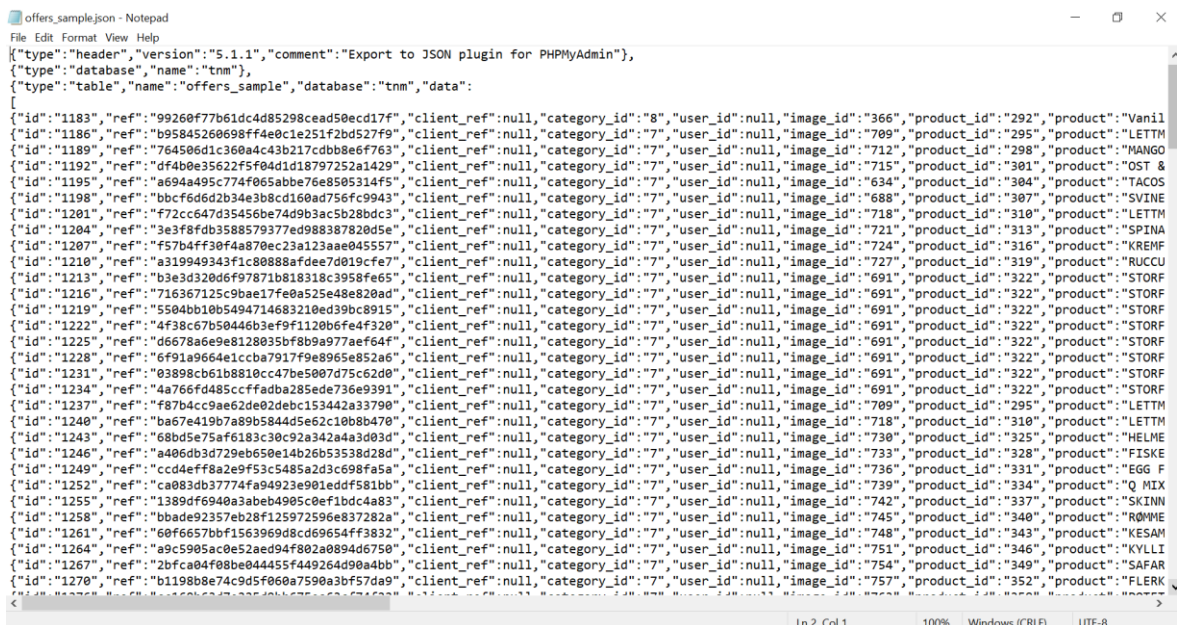 offers_sample.json - Notepad
File Edit Format View Help
{"type":"header","version":"5.1.1","comment":"Export to JSON plugin for PHPMyAdmin"},
{"type":"database","name":"tnm"},
{"type":"table","name":"offers_sample","database":"tnm","data":
[
{"id":"1183","ref":"99260f77b61dc4d85298cead50ecd17f","client_ref":null,"category_id":"8","user_id":null,"image_id":"366","product_id":"292","product":"Vanil
{"id":"1186","ref":"b95845260698ff4e0c1e251f2bd527f9","client_ref":null,"category_id":"7","user_id":null,"image_id":"709","product_id":"295","product":"LETTM
{"id":"1189","ref":"764506d1c360a4c43b217cdbb8e6f763","client_ref":null,"category_id":"7","user_id":null,"image_id":"712","product_id":"298","product":"MANGO
{"id":"1192","ref":"df4b0e35622f5f04d1d18797252a1429","client_ref":null,"category_id":"7","user_id":null,"image_id":"715","product_id":"301","product":"OST &
{"id":"1195","ref":"a694a495c774f065abbe76e8505314f5","client_ref":null,"category_id":"7","user_id":null,"image_id":"634","product_id":"304","product":"TACOS
{"id":"1198","ref":"bbcf6d6d2b34e3b8cd160ad756fc9943","client_ref":null,"category_id":"7","user_id":null,"image_id":"688","product_id":"307","product":"SVINE
{"id":"1201","ref":"f72cc647d35456be74d9b3ac5b28bdc3","client_ref":null,"category_id":"7","user_id":null,"image_id":"718","product_id":"310","product":"LETTM
{"id":"1204","ref":"3e3f8fdb3588579377ed988387820d5e","client_ref":null,"category_id":"7","user_id":null,"image_id":"721","product_id":"313","product":"SPINA
{"id":"1207","ref":"f57b4ff30f4a870ec23a123aae045557","client_ref":null,"category_id":"7","user_id":null,"image_id":"724","product_id":"316","product":"KREMF
{"id":"1210","ref":"a319949343f1c80888afdee7d019cfe7","client_ref":null,"category_id":"7","user_id":null,"image_id":"727","product_id":"319","product":"RUCCU
{"id":"1213","ref":"b3e3d320d6f97871b818318c3958fe65","client_ref":null,"category_id":"7","user_id":null,"image_id":"691","product_id":"322","product":"STORF
{"id":"1216","ref":"716367125c9bae17fe0a525e48e820ad","client_ref":null,"category_id":"7","user_id":null,"image_id":"691","product_id":"322","product":"STORF
{"id":"1219","ref":"5504bb10b5494714683210ed39bc8915","client_ref":null,"category_id":"7","user_id":null,"image_id":"691","product_id":"322","product":"STORF
{"id":"1222","ref":"4f38c67b50446b3ef9f1120b6fe4f320","client_ref":null,"category_id":"7","user_id":null,"image_id":"691","product_id":"322","product":"STORF
{"id":"1225","ref":"d6678a6e9e8128035bf8b9a977aef64f","client_ref":null,"category_id":"7","user_id":null,"image_id":"691","product_id":"322","product":"STORF
{"id":"1228","ref":"6f91a9664e1ccba7917f9e8965e852a6","client_ref":null,"category_id":"7","user_id":null,"image_id":"691","product_id":"322","product":"STORF
{"id":"1231","ref":"03898cb61b8810cc47be5007d75c62d0","client_ref":null,"category_id":"7","user_id":null,"image_id":"691","product_id":"322","product":"STORF
{"id":"1234","ref":"4a766fd485ccffadba285ede736e9391","client_ref":null,"category_id":"7","user_id":null,"image_id":"691","product_id":"322","product":"STORF
{"id":"1237","ref":"f87b4cc9ae62de02debc153442a33790","client_ref":null,"category_id":"7","user_id":null,"image_id":"709","product_id":"295","product":"LETTM
{"id":"1240","ref":"ba67e419b7a89b5844d5e62c10b8b470","client_ref":null,"category_id":"7","user_id":null,"image_id":"718","product_id":"310","product":"LETTM
{"id":"1243","ref":"68bd5e75af6183c30c92a342a4a3d03d","client_ref":null,"category_id":"7","user_id":null,"image_id":"730","product_id":"325","product":"HELME
{"id":"1246","ref":"a406db3d729eb650e14b26b53538d28d","client_ref":null,"category_id":"7","user_id":null,"image_id":"733","product_id":"328","product":"FISKE
{"id":"1249","ref":"ccd4eff8a2e9f53c5485a2d3c698fa5a","client_ref":null,"category_id":"7","user_id":null,"image_id":"736","product_id":"331","product":"EGG F
{"id":"1252","ref":"ca083db37774fa94923e901eddf581bb","client_ref":null,"category_id":"7","user_id":null,"image_id":"739","product_id":"334","product":"Q MIX
{"id":"1255","ref":"1389df6940a3abeb4905c0ef1bdc4a83","client_ref":null,"category_id":"7","user_id":null,"image_id":"742","product_id":"337","product":"SKINN
{"id":"1258","ref":"bbade92357eb28f125972596e837282a","client_ref":null,"category_id":"7","user_id":null,"image_id":"745","product_id":"340","product":"RØMME
{"id":"1261","ref":"60f6657bbf1563969d8cd69654ff3832","client_ref":null,"category_id":"7","user_id":null,"image_id":"748","product_id":"343","product":"KESAM
{"id":"1264","ref":"a9c5905ac0e52aed94f802a0894d6750","client_ref":null,"category_id":"7","user_id":null,"image_id":"751","product_id":"346","product":"KYLLI
{"id":"1267","ref":"2bfca04f08be044455f449264d90a4bb","client_ref":null,"category_id":"7","user_id":null,"image_id":"754","product_id":"349","product":"SAFAR
{"id":"1270","ref":"b1198b8e74c9d5f060a7590a3bf57da9","client_ref":null,"category_id":"7","user_id":null,"image_id":"757","product_id":"352","product":"FLERK
Ln 2, Col 1 100% Windows (CRLF) UTF-8